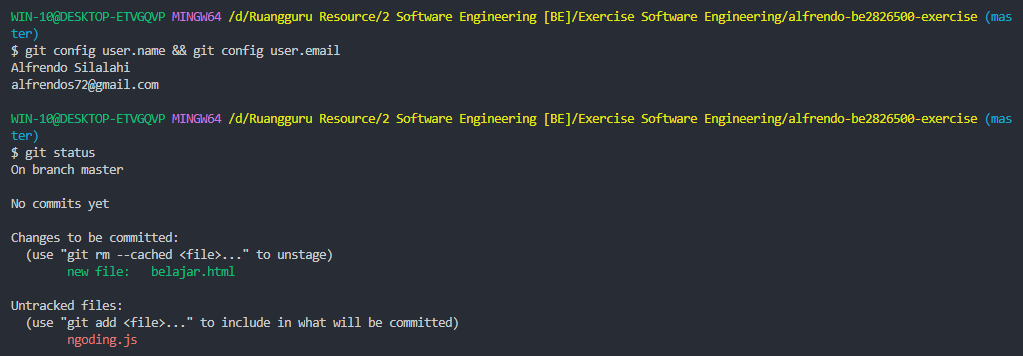 WIN-10@DESKTOP-ETVGQVP MINGW64 /d/Ruangguru Resource/2 Software Engineering [BE]/Exercise Software Engineering/alfrendo-be2826500-exercise (mas
ter)
$ git config user.name && git config user.email
Alfrendo Silalahi
alfrendos72@gmail.com
WIN-10@DESKTOP-ETVGQVP MINGW64 /d/Ruangguru Resource/2 Software Engineering [BE]/Exercise Software Engineering/alfrendo-be2826500-exercise (mas
ter)
$ git status
On branch master
No commits yet
Changes to be committed:
  (use "git rm --cached <file>..." to unstage)
        new file:   belajar.html
Untracked files:
  (use "git add <file>..." to include in what will be committed)
        ngoding.js